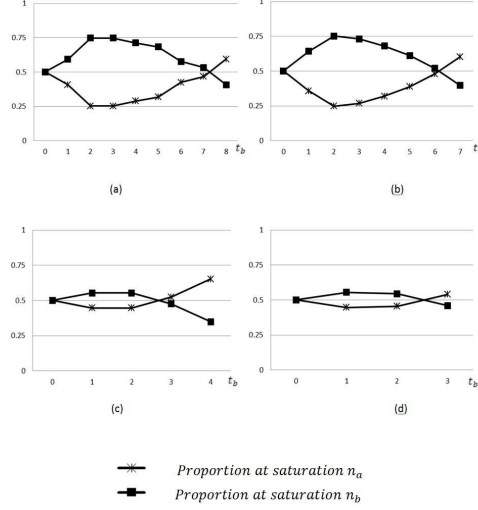 1
0.75
0.5
0.25
0
0 1 2 3 4 5 6 7 8 t_b
(a)
1
0.75
0.5
0.25
0
0 1 2 3 4 5 6 7 t
(b)
1
0.75
0.5
0.25
0
0 1 2 3 4 t_b
(c)
1
0.75
0.5
0.25
0
0 1 2 3 t_b
(d)
Proportion at saturation n_a
Proportion at saturation n_b